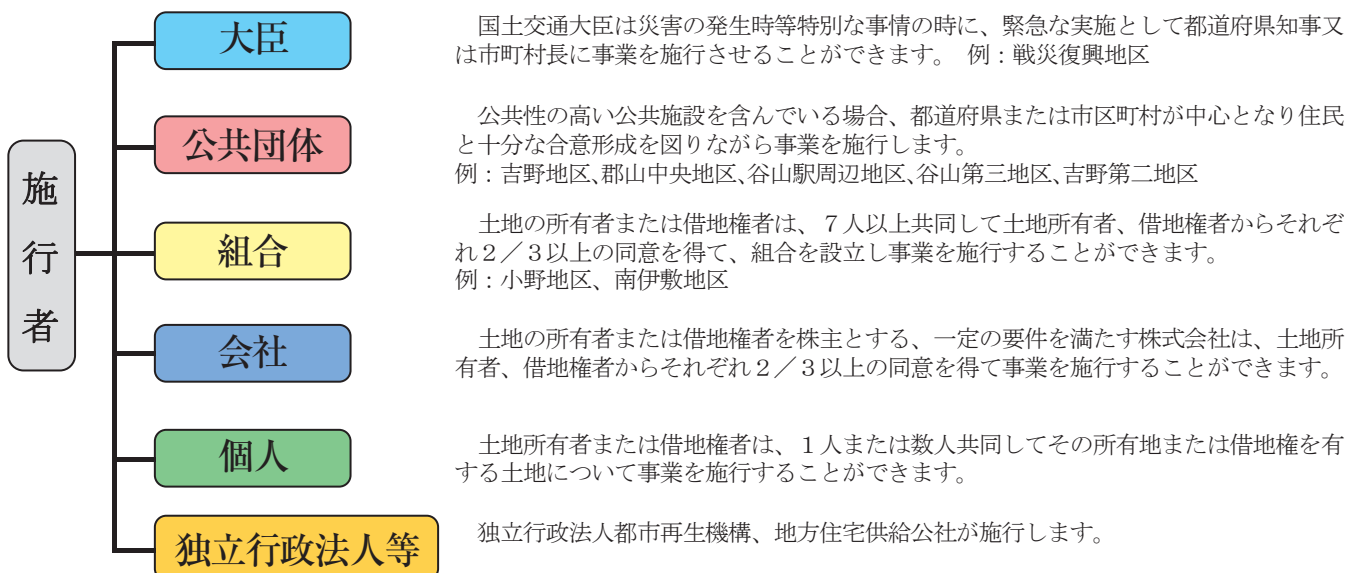 施行者
大臣
国土交通大臣は災害の発生時等特別な事情の時に、緊急な実施として都道府県知事又
は市町村長に事業を施行させることができます。 例：戦災復興地区
公共団体
公共性の高い公共施設を含んでいる場合、都道府県または市区町村が中心となり住民
と十分な合意形成を図りながら事業を施行します。
例：吉野地区、郡山中央地区、谷山駅周辺地区、谷山第三地区、吉野第二地区
組合
土地の所有者または借地権者は、７人以上共同して土地所有者、借地権者からそれぞ
れ２／３以上の同意を得て、組合を設立し事業を施行することができます。
例：小野地区、南伊敷地区
会社
土地の所有者または借地権者を株主とする、一定の要件を満たす株式会社は、土地所
有者、借地権者からそれぞれ２／３以上の同意を得て事業を施行することができます。
個人
土地所有者または借地権者は、１人または数人共同してその所有地または借地権を有
する土地について事業を施行することができます。
独立行政法人等
独立行政法人都市再生機構、地方住宅供給公社が施行します。